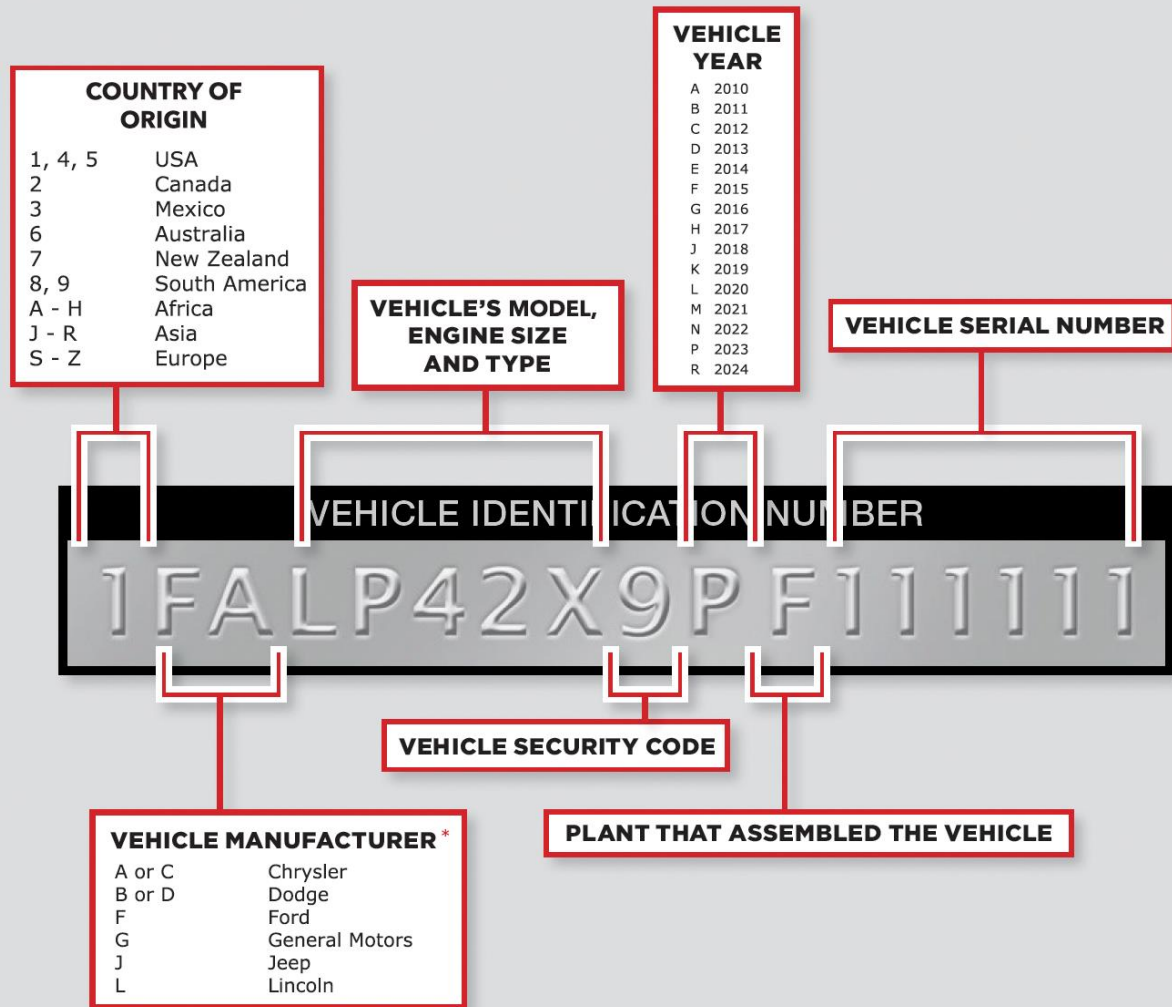 COUNTRY OF
ORIGIN
1, 4, 5 USA
2 Canada
3 Mexico
6 Australia
7 New Zealand
8, 9 South America
A - H Africa
J - R Asia
S - Z Europe
VEHICLE'S MODEL,
ENGINE SIZE
AND TYPE
VEHICLE
YEAR
A 2010
B 2011
C 2012
D 2013
E 2014
F 2015
G 2016
H 2017
J 2018
K 2019
L 2020
M 2021
N 2022
P 2023
R 2024
VEHICLE SERIAL NUMBER
VEHICLE IDENTIFICATION NUMBER
1FALP42X9PF111111
VEHICLE SECURITY CODE
PLANT THAT ASSEMBLED THE VEHICLE
VEHICLE MANUFACTURER *
A or C Chrysler
B or D Dodge
F Ford
G General Motors
J Jeep
L Lincoln